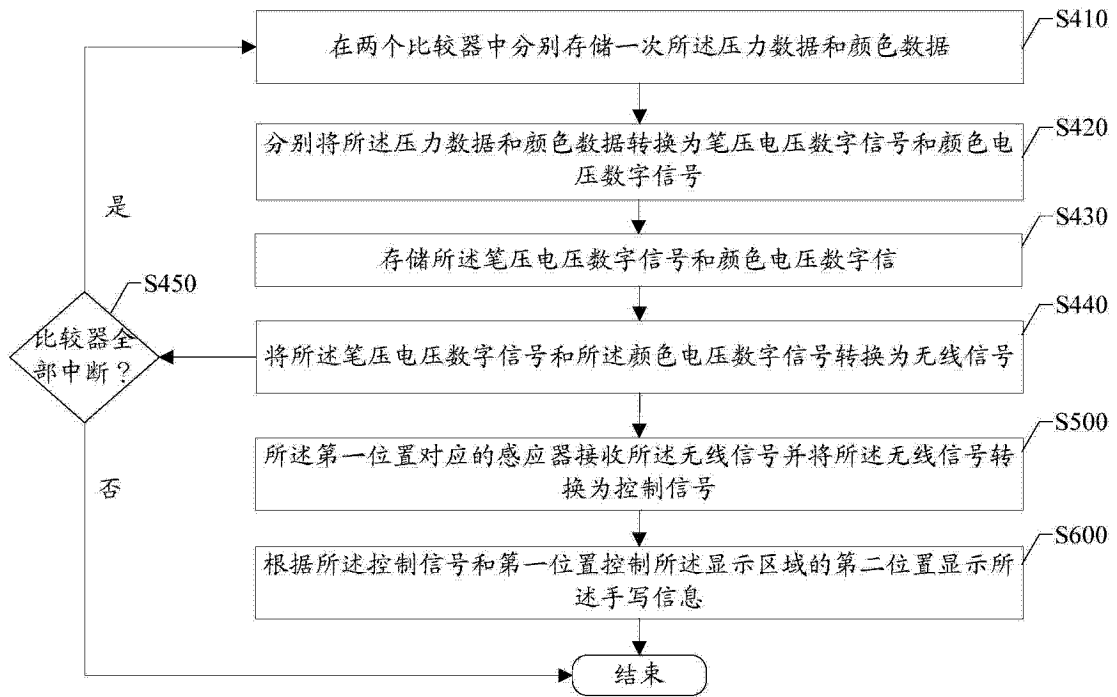 S410
在两个比较器中分别存储一次所述压力数据和颜色数据
S420
分别将所述压力数据和颜色数据转换为笔压电压数字信号和颜色电
压数字信号
是
S430
存储所述笔压电压数字信号和颜色电压数字信
S450
S440
比较器全
部中断？
将所述笔压电压数字信号和所述颜色电压数字信号转换为无线信号
S500
所述第一位置对应的感应器接收所述无线信号并将所述无线信号转
换为控制信号
否
S600
根据所述控制信号和第一位置控制所述显示区域的第二位置显示所
述手写信息
结束